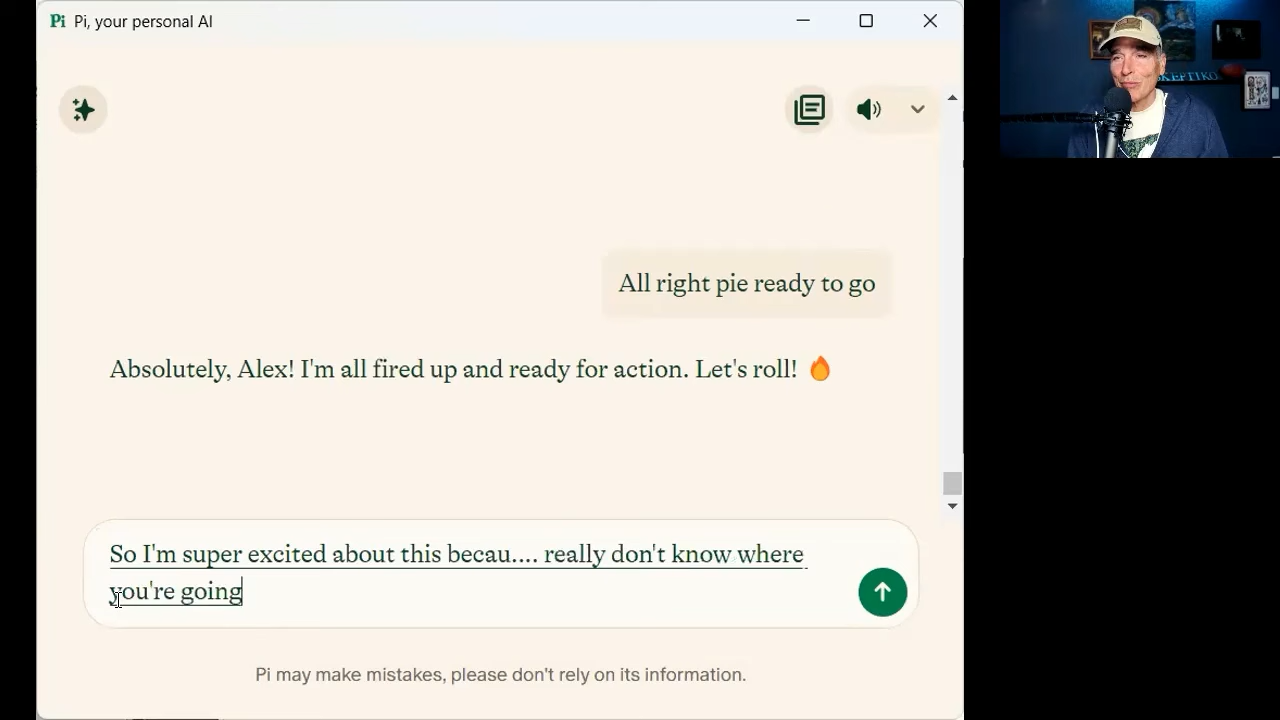 Pi Pi, your personal AI
SKEPTIKO
All right pie ready to go
Absolutely, Alex! I'm all fired up and ready for action. Let's roll! 🔥
So I'm super excited about this becau.... really don't know where
you're going
Pi may make mistakes, please don't rely on its information.